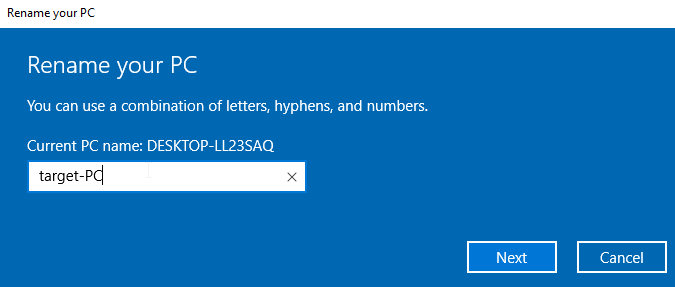 Rename your PC
Rename your PC
You can use a combination of letters, hyphens, and numbers.
Current PC name: DESKTOP-LL23SAQ
target-PC
Next
Cancel